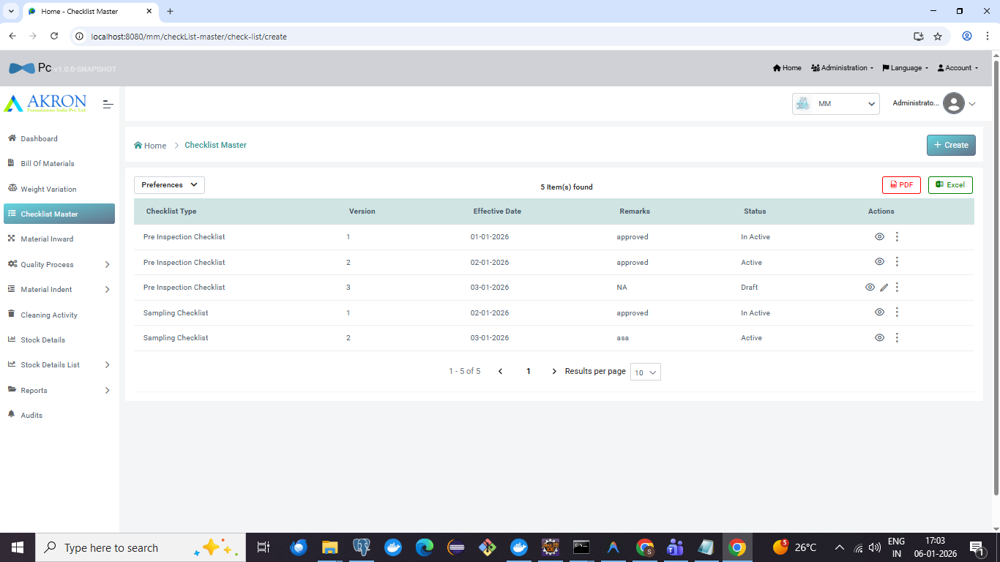 Home - Checklist Master
localhost:8080/mm/checkList-master/check-list/create
Pc v1.0.0-SNAPSHOT
Home Administration Language Account
AKRON
Formulations India Pvt Ltd
MM
Administrato...
Dashboard
Bill Of Materials
Weight Variation
Checklist Master
Material Inward
Quality Process
Material Indent
Cleaning Activity
Stock Details
Stock Details List
Reports
Audits
Home > Checklist Master
+ Create
Preferences
5 Item(s) found
PDF Excel
Checklist Type Version Effective Date Remarks Status Actions
Pre Inspection Checklist 1 01-01-2026 approved In Active
Pre Inspection Checklist 2 02-01-2026 approved Active
Pre Inspection Checklist 3 03-01-2026 NA Draft
Sampling Checklist 1 02-01-2026 approved In Active
Sampling Checklist 2 03-01-2026 asa Active
1 - 5 of 5 1 Results per page 10
Type here to search
5
26°C
ENG
IN
17:03
06-01-2026
1